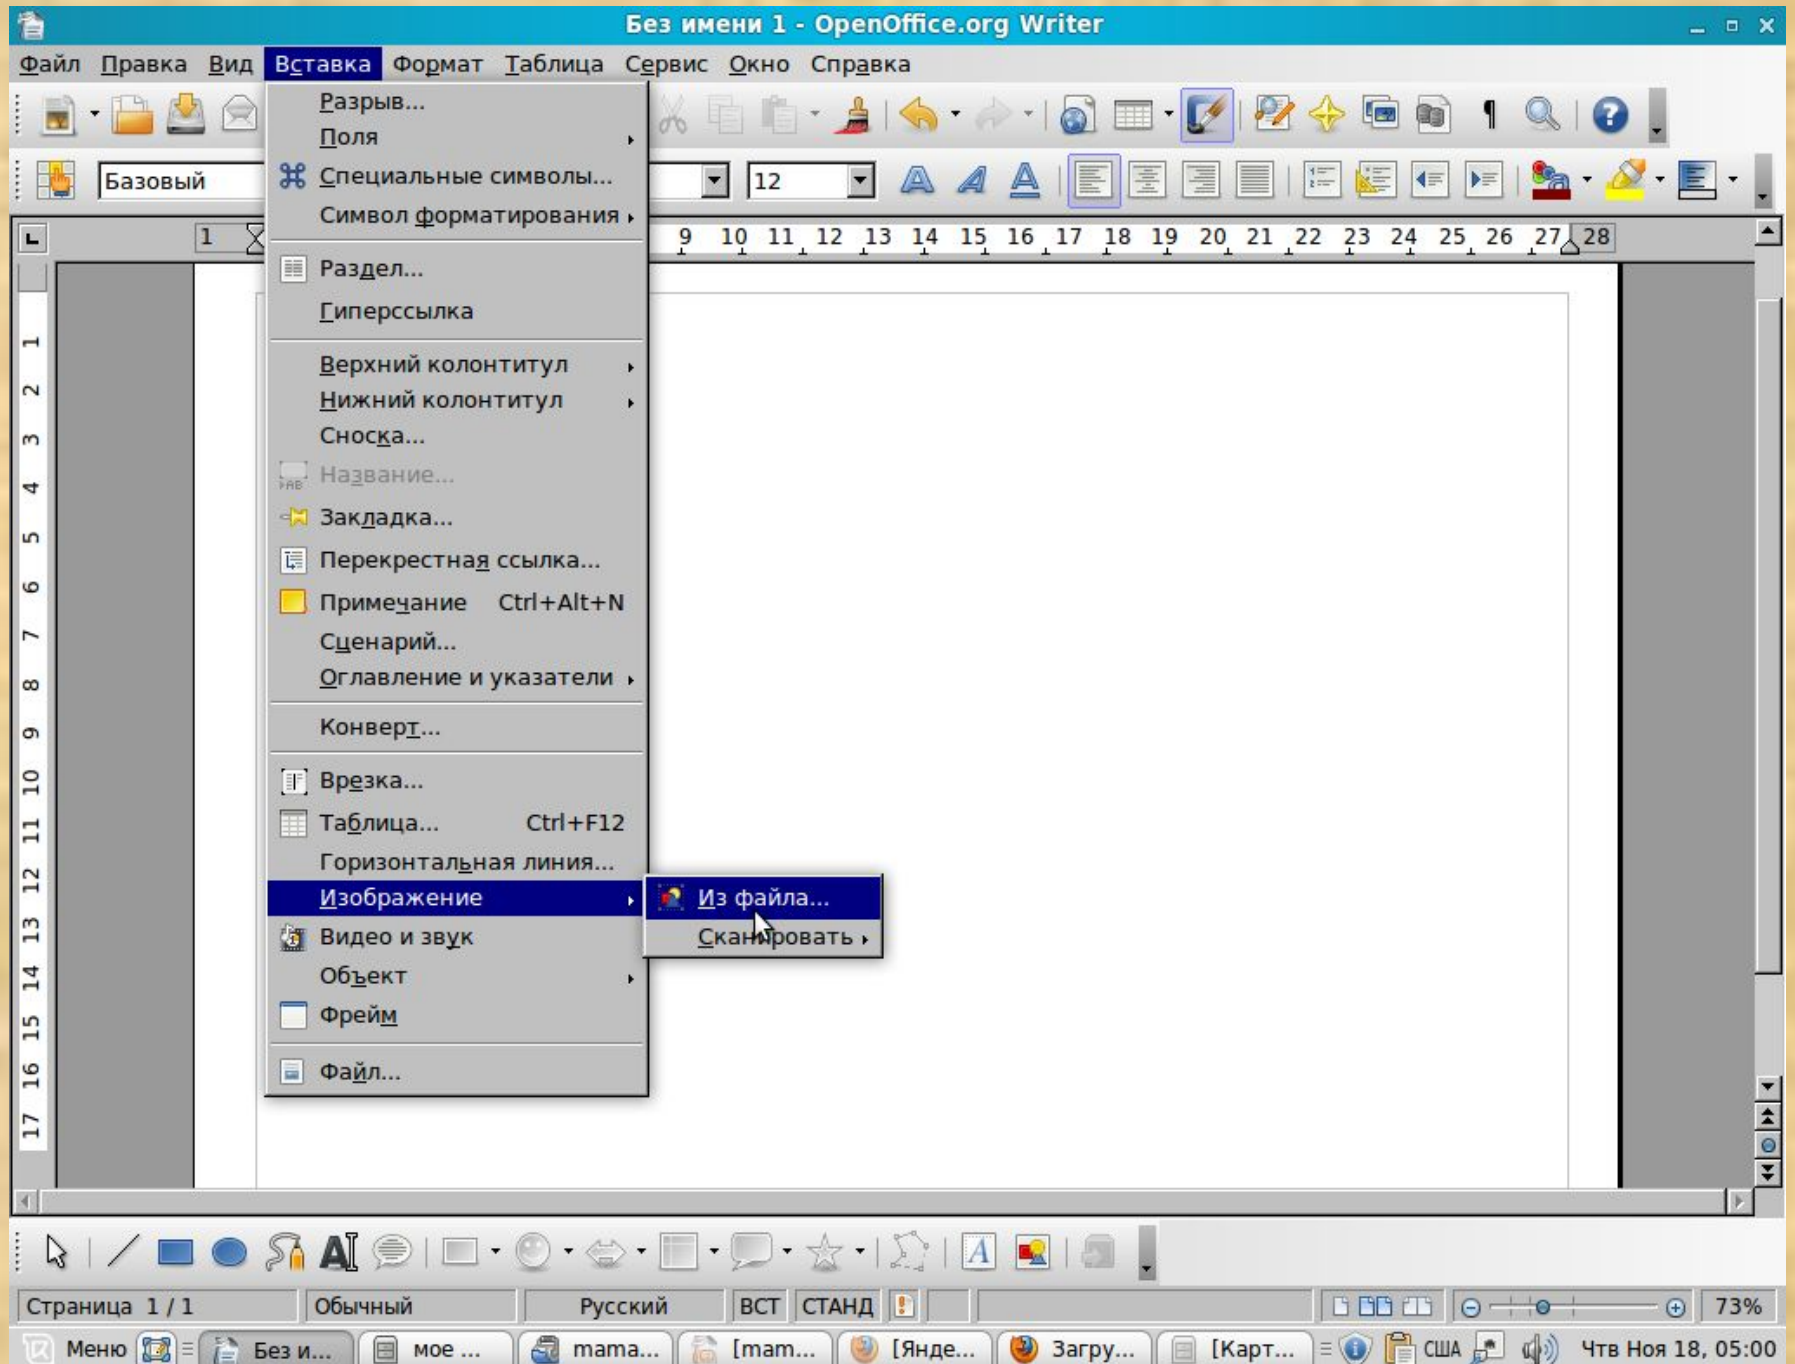 Без имени 1 - OpenOffice.org Writer
Файл Правка Вид Вставка Формат Таблица Сервис Окно Справка
Разрыв...
Поля
Базовый
Специальные символы...
12
Символ форматирования
1 9 10 11 12 13 14 15 16 17 18 19 20 21 22 23 24 25 26 27 28
Раздел...
Гиперссылка
Верхний колонтитул
Нижний колонтитул
Сноска...
Название...
Закладка...
Перекрестная ссылка...
Примечание Ctrl+Alt+N
Сценарий...
Оглавление и указатели
Конверт...
Врезка...
Таблица... Ctrl+F12
Горизонтальная линия...
Изображение
Из файла...
Видео и звук
Сканировать
Объект
Фрейм
Файл...
1
2
3
4
5
6
7
8
9
10
11
12
13
14
15
16
17
Страница 1 / 1 Обычный Русский ВСТ СТАНД 73%
Меню Без и... мое ... mama... [mam... [Янде... Загру... [Карт... США Чтв Ноя 18, 05:00